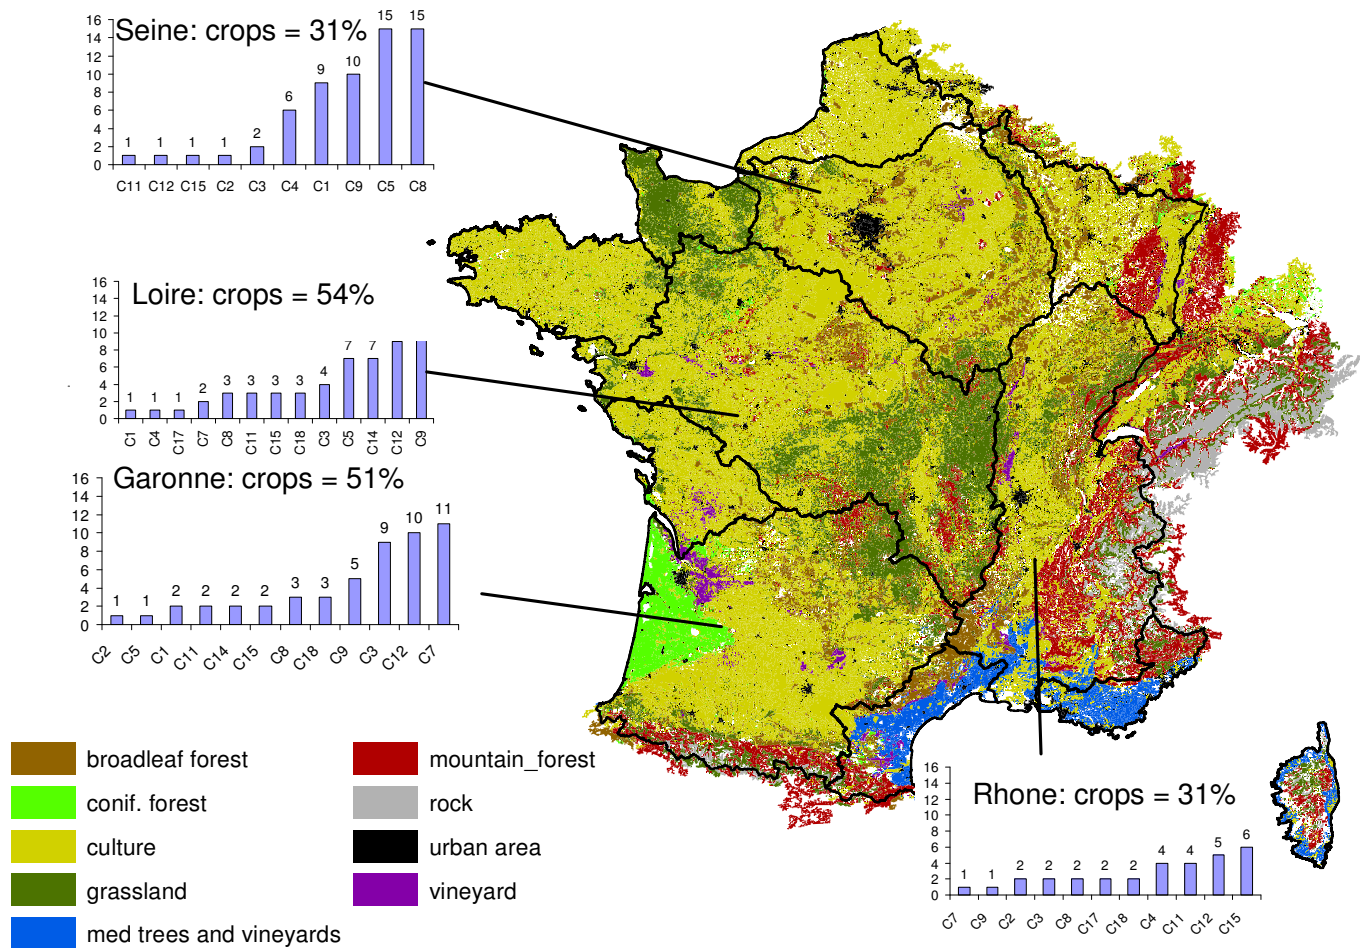 Seine: crops = 31%
16
14
12
10
8
6
4
2
0
1 1 1 1 2 6 9 10 15 15
C11 C12 C15 C2 C3 C4 C1 C9 C5 C8
Loire: crops = 54%
16
14
12
10
8
6
4
2
0
1 1 1 2 3 3 3 3 4 7 7
C1 C4 C17 C7 C8 C11 C15 C18 C3 C5 C14 C12 C9
Garonne: crops = 51%
16
14
12
10
8
6
4
2
0
1 1 2 2 2 2 3 3 5 9 10 11
C2 C5 C1 C11 C14 C15 C8 C18 C9 C3 C12 C7
broadleaf forest
conif. forest
culture
grassland
med trees and vineyards
mountain_forest
rock
urban area
vineyard
Rhone: crops = 31%
16
14
12
10
8
6
4
2
0
1 1 2 2 2 2 2 4 4 5 6
C7 C9 C2 C3 C8 C17 C18 C4 C11 C12 C15